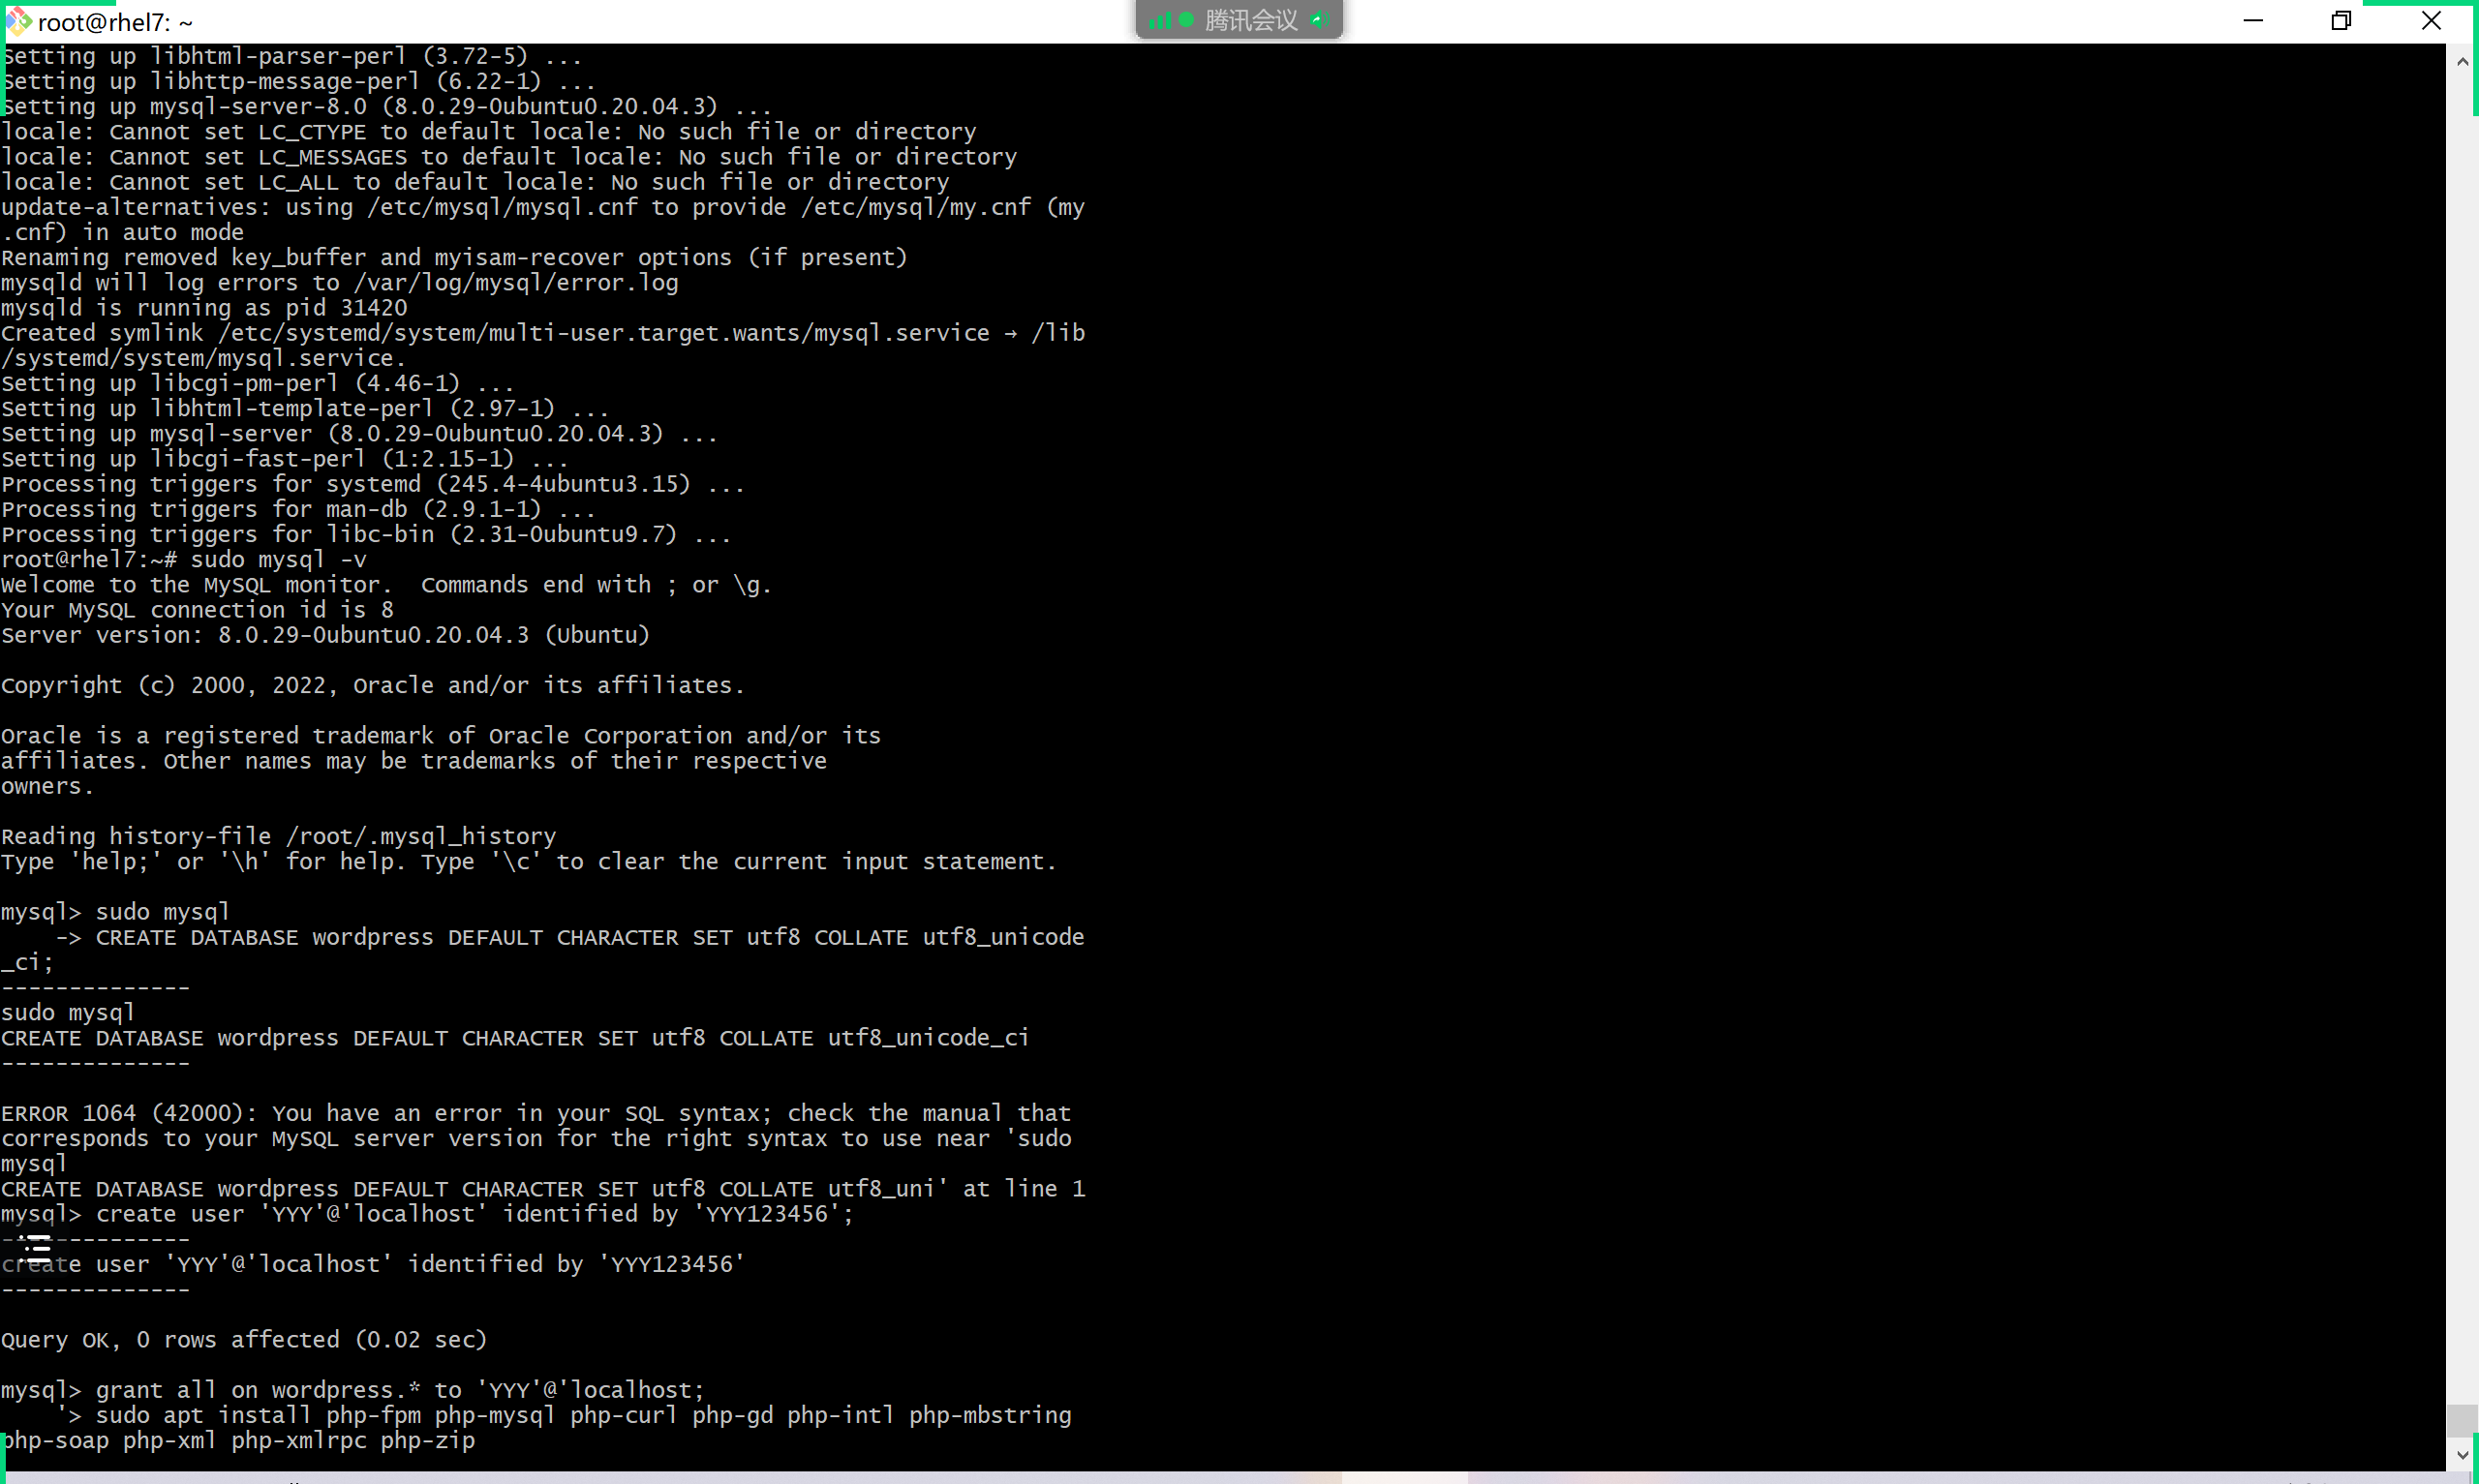 root@rhel7: ~
腾讯会议
Setting up libhtml-parser-perl (3.72-5) ...
Setting up libhttp-message-perl (6.22-1) ...
Setting up mysql-server-8.0 (8.0.29-0ubuntu0.20.04.3) ...
locale: Cannot set LC_CTYPE to default locale: No such file or directory
locale: Cannot set LC_MESSAGES to default locale: No such file or directory
locale: Cannot set LC_ALL to default locale: No such file or directory
update-alternatives: using /etc/mysql/mysql.cnf to provide /etc/mysql/my.cnf (my
.cnf) in auto mode
Renaming removed key_buffer and myisam-recover options (if present)
mysqld will log errors to /var/log/mysql/error.log
mysqld is running as pid 31420
Created symlink /etc/systemd/system/multi-user.target.wants/mysql.service → /lib
/systemd/system/mysql.service.
Setting up libcgi-pm-perl (4.46-1) ...
Setting up libhtml-template-perl (2.97-1) ...
Setting up mysql-server (8.0.29-0ubuntu0.20.04.3) ...
Setting up libcgi-fast-perl (1:2.15-1) ...
Processing triggers for systemd (245.4-4ubuntu3.15) ...
Processing triggers for man-db (2.9.1-1) ...
Processing triggers for libc-bin (2.31-0ubuntu9.7) ...
root@rhel7:~# sudo mysql -v
Welcome to the MySQL monitor.  Commands end with ; or \g.
Your MySQL connection id is 8
Server version: 8.0.29-0ubuntu0.20.04.3 (Ubuntu)
Copyright (c) 2000, 2022, Oracle and/or its affiliates.
Oracle is a registered trademark of Oracle Corporation and/or its
affiliates. Other names may be trademarks of their respective
owners.
Reading history-file /root/.mysql_history
Type 'help;' or '\h' for help. Type '\c' to clear the current input statement.
mysql> sudo mysql
    -> CREATE DATABASE wordpress DEFAULT CHARACTER SET utf8 COLLATE utf8_unicode
_ci;
--------------
sudo mysql
CREATE DATABASE wordpress DEFAULT CHARACTER SET utf8 COLLATE utf8_unicode_ci
--------------
ERROR 1064 (42000): You have an error in your SQL syntax; check the manual that
corresponds to your MySQL server version for the right syntax to use near 'sudo
mysql
CREATE DATABASE wordpress DEFAULT CHARACTER SET utf8 COLLATE utf8_uni' at line 1
mysql> create user 'YYY'@'localhost' identified by 'YYY123456';
--------------
create user 'YYY'@'localhost' identified by 'YYY123456'
--------------
Query OK, 0 rows affected (0.02 sec)
mysql> grant all on wordpress.* to 'YYY'@'localhost;
    '> sudo apt install php-fpm php-mysql php-curl php-gd php-intl php-mbstring
php-soap php-xml php-xmlrpc php-zip